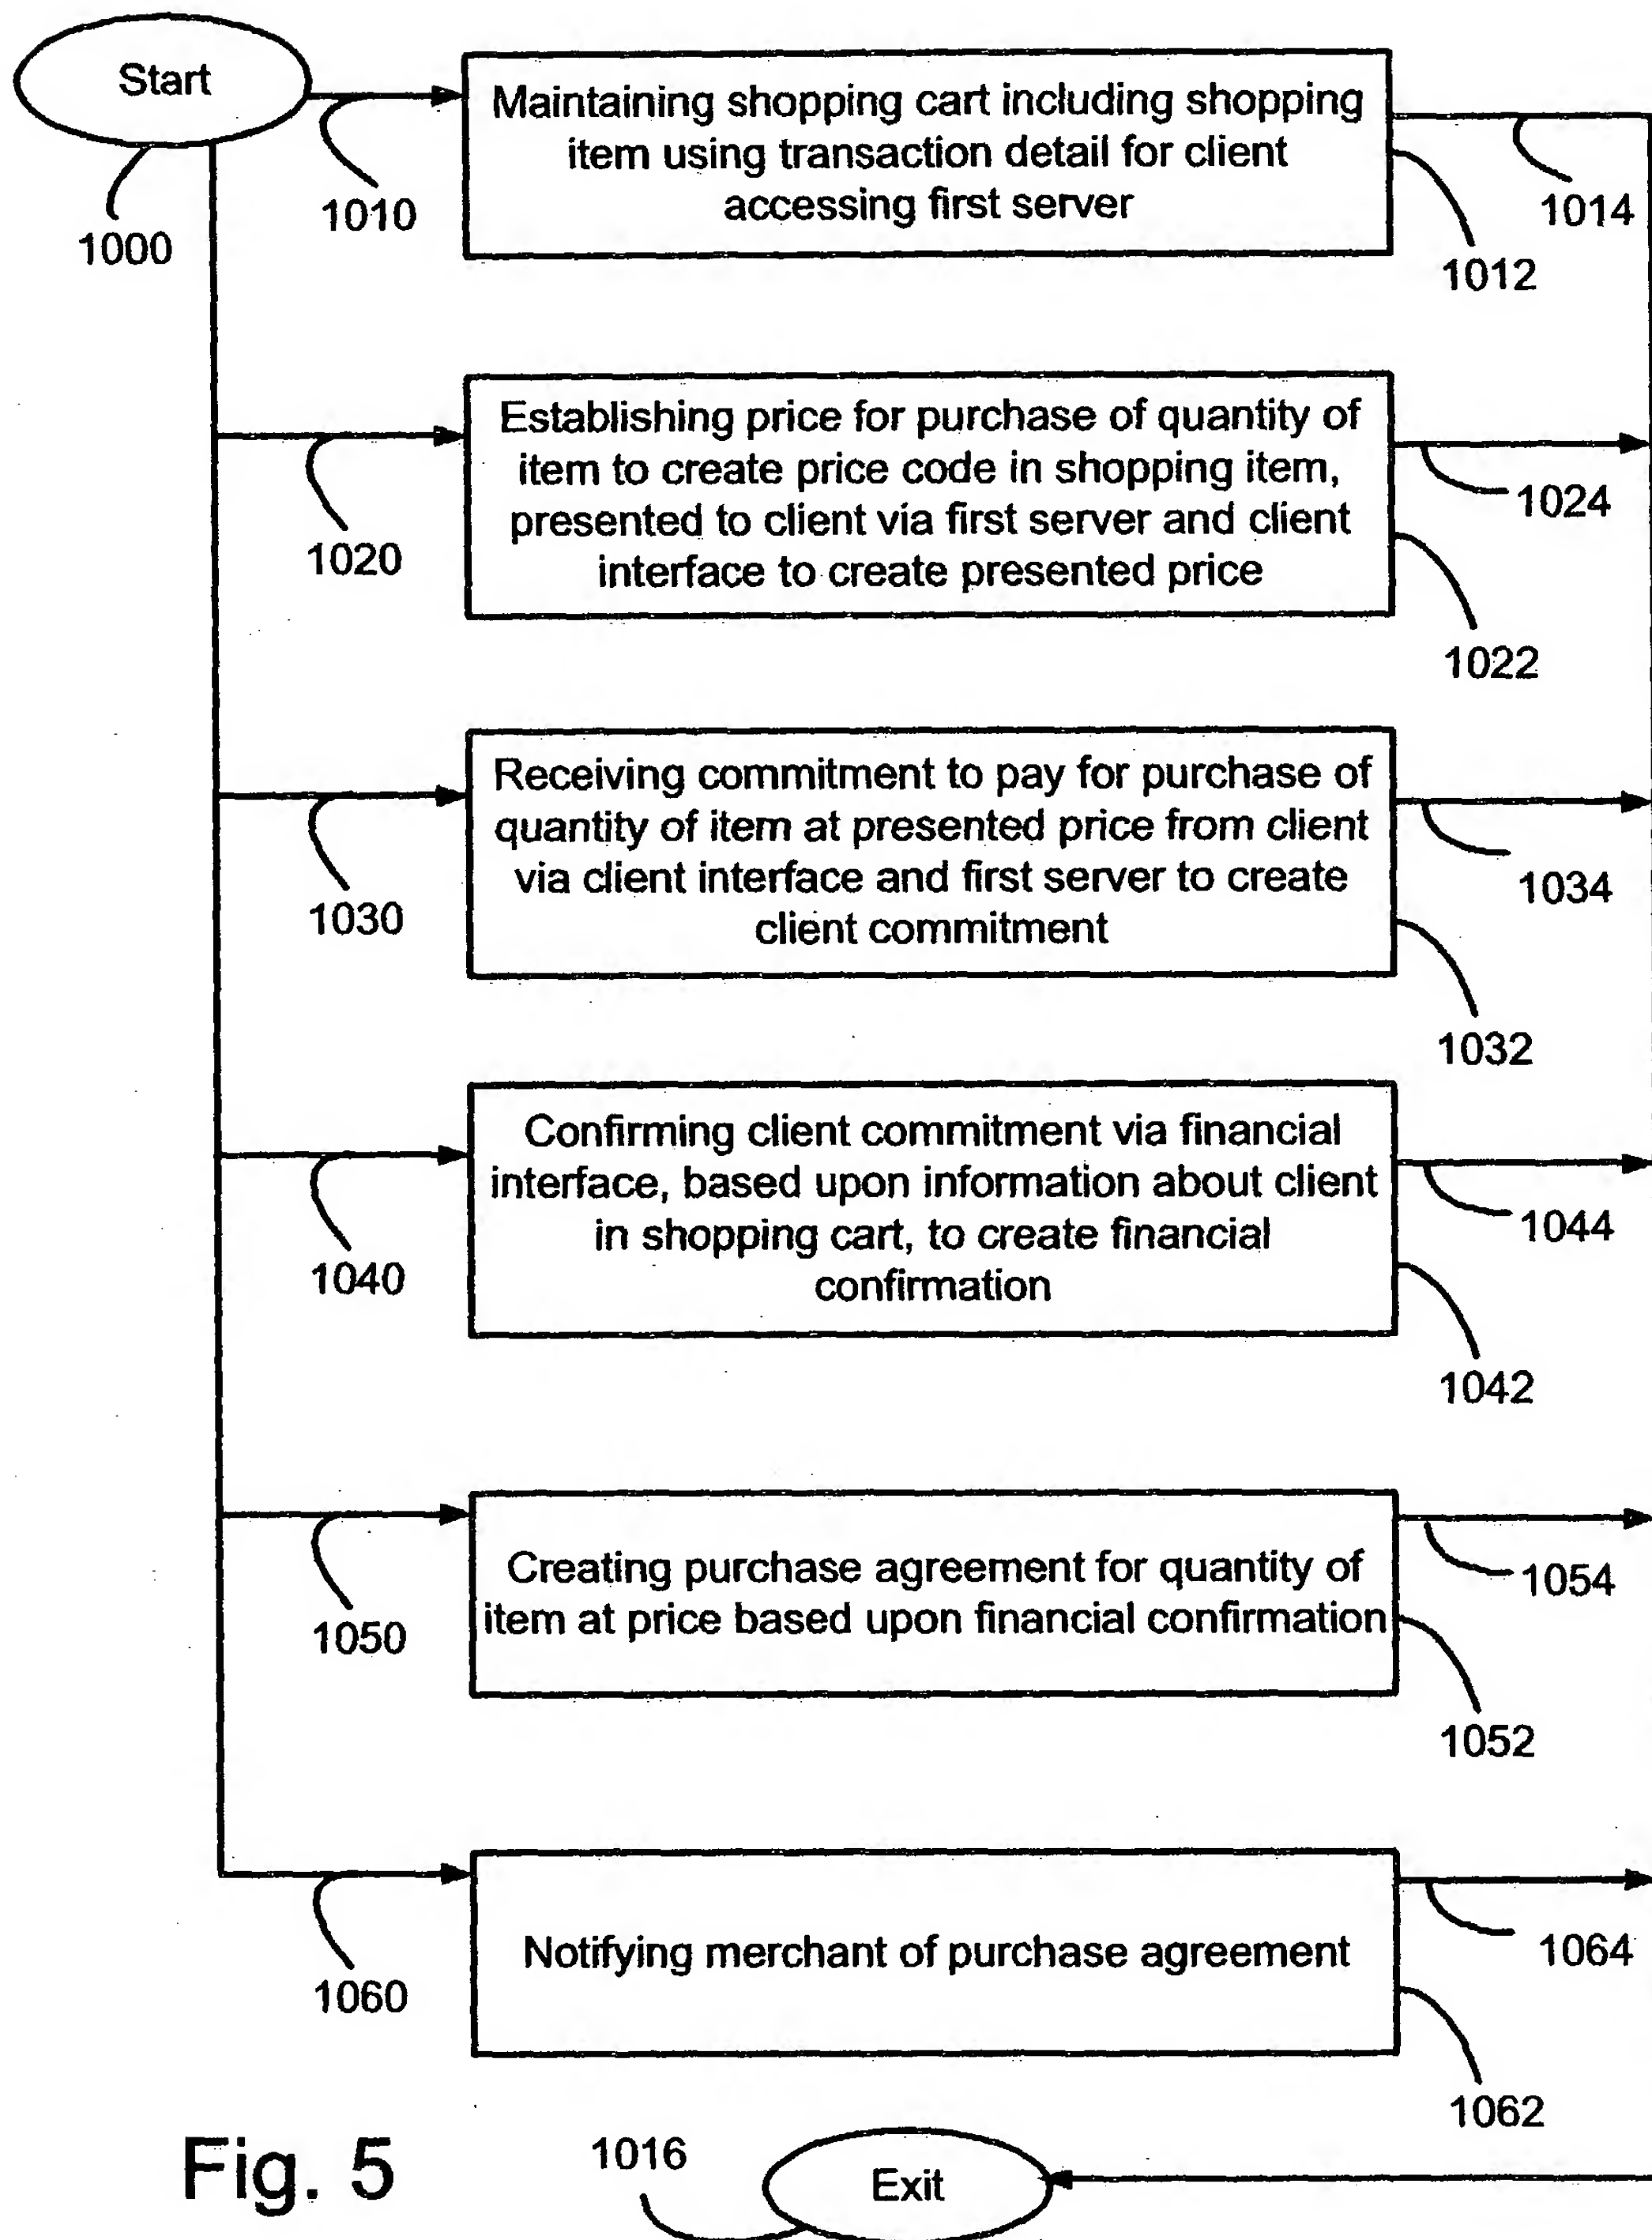 Start
1000
1010
Maintaining shopping cart including shopping
item using transaction detail for client
accessing first server
1014
1012
1020
Establishing price for purchase of quantity of
item to create price code in shopping item,
presented to client via first server and client
interface to create presented price
1024
1022
1030
Receiving commitment to pay for purchase of
quantity of item at presented price from client
via client interface and first server to create
client commitment
1034
1032
1040
Confirming client commitment via financial
interface, based upon information about client
in shopping cart, to create financial
confirmation
1044
1042
1050
Creating purchase agreement for quantity of
item at price based upon financial confirmation
1054
1052
1060
Notifying merchant of purchase agreement
1064
1062
Fig. 5
1016
Exit